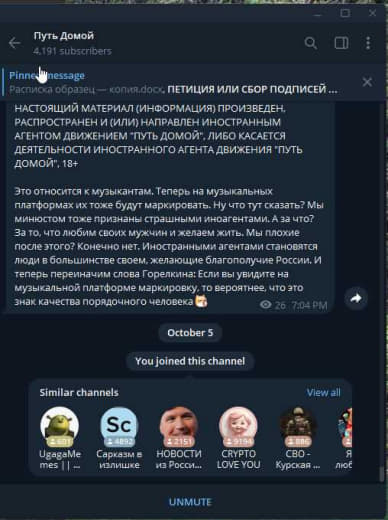 Путь Домой
4,191 subscribers
Pinned message
Расписка образец — копия.docx, ПЕТИЦИЯ ИЛИ СБОР ПОДПИСЕЙ ...
НАСТОЯЩИЙ МАТЕРИАЛ (ИНФОРМАЦИЯ) ПРОИЗВЕДЕН,
РАСПРОСТРАНЕН И (ИЛИ) НАПРАВЛЕН ИНОСТРАННЫМ
АГЕНТОМ ДВИЖЕНИЕМ "ПУТЬ ДОМОЙ", ЛИБО КАСАЕТСЯ
ДЕЯТЕЛЬНОСТИ ИНОСТРАННОГО АГЕНТА ДВИЖЕНИЯ "ПУТЬ
ДОМОЙ", 18+
Это относится к музыкантам. Теперь на музыкальных
платформах их тоже будут маркировать. Ну что тут сказать? Мы
минюстом тоже признаны страшными иноагентами. А за что?
За то, что любим своих мужчин и желаем жить. Мы плохие
после этого? Конечно нет. Иностранными агентами становятся
люди в большинстве своем, желающие благополучие России. И
теперь переиначим слова Горелкина: Если вы увидите на
музыкальной платформе маркировку, то вероятнее, что это
знак качества порядочного человека
26 7:04 PM
October 5
You joined this channel
Similar channels View all
601 4892 2151 9194 886
UgagaMe Сарказм в НОВОСТИ CRYPTO СВО - Я
mes || ... излишке из Росси... LOVE YOU Курская ... люб
UNMUTE